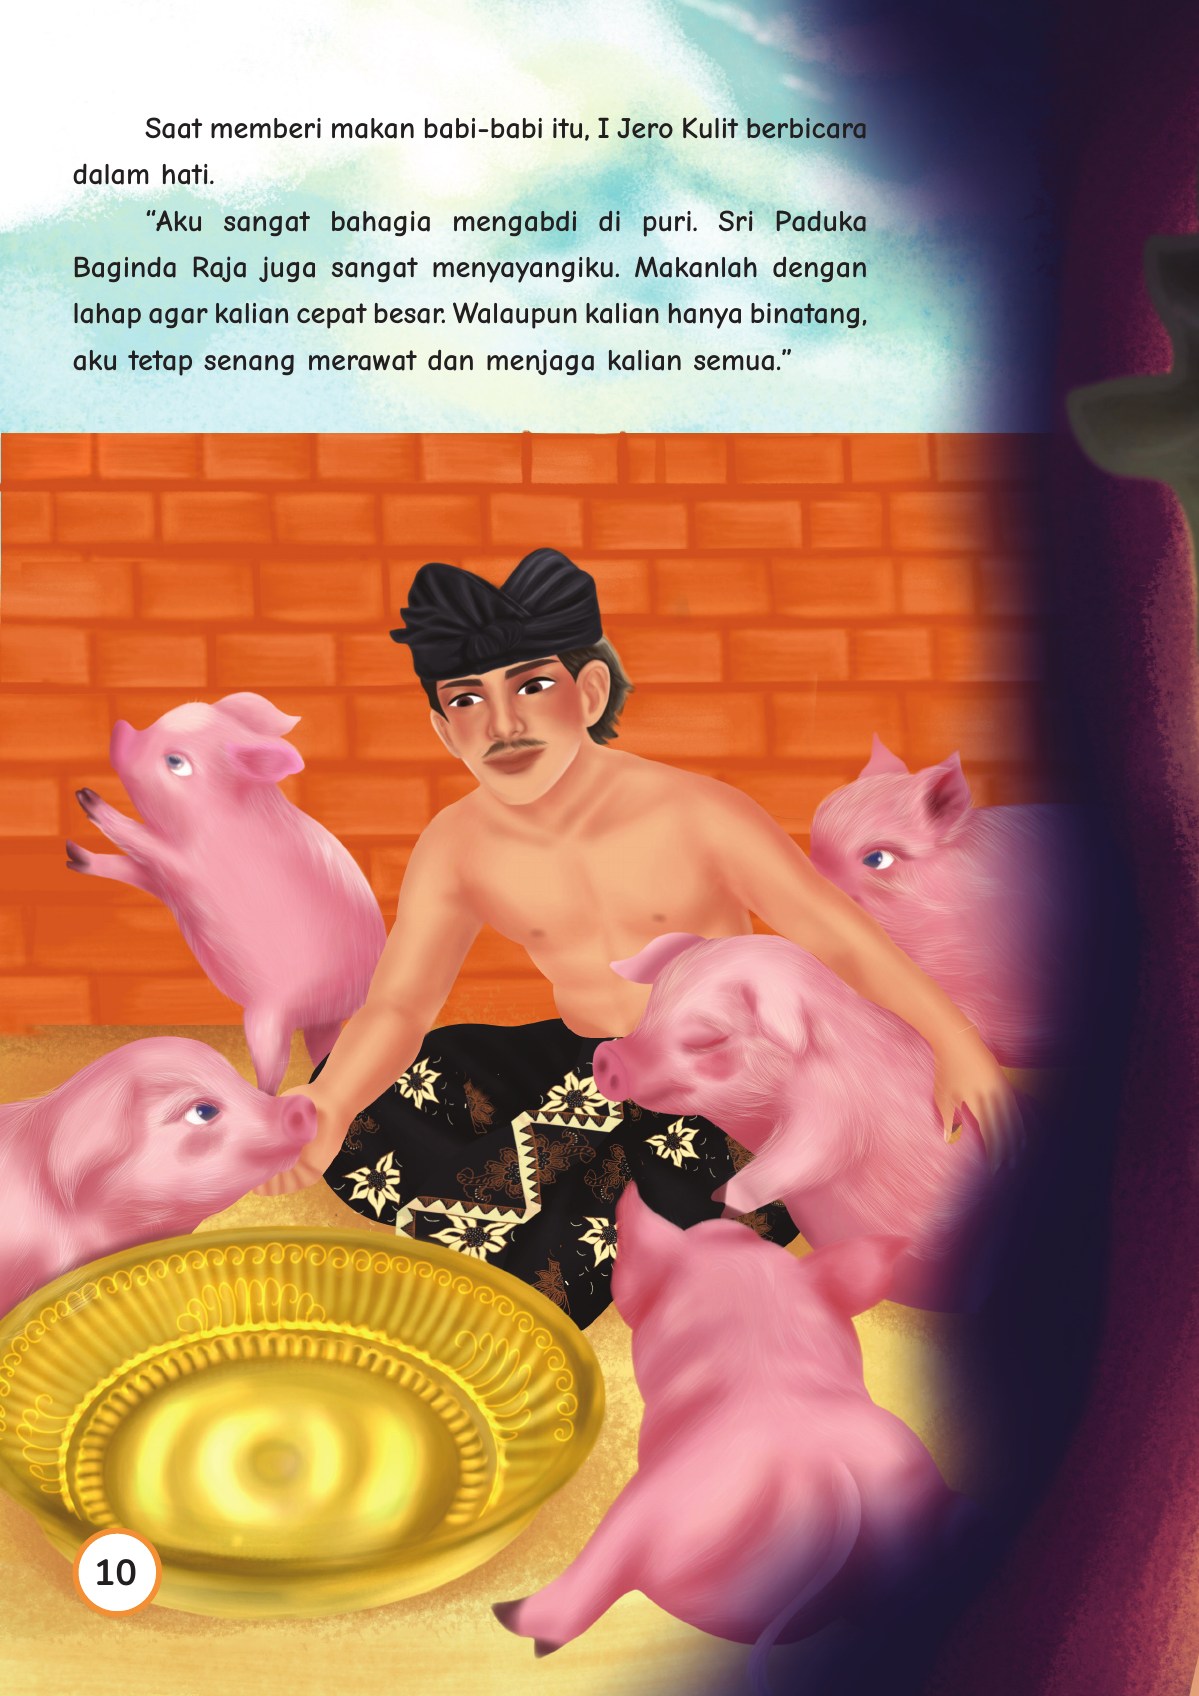 Saat memberi makan babi-babi itu, I Jero Kulit berbicara
dalam hati.
“Aku sangat bahagia mengabdi di puri. Sri Paduka
Baginda Raja juga sangat menyayangiku. Makanlah dengan
lahap agar kalian cepat besar. Walaupun kalian hanya binatang,
aku tetap senang merawat dan menjaga kalian semua.”
10